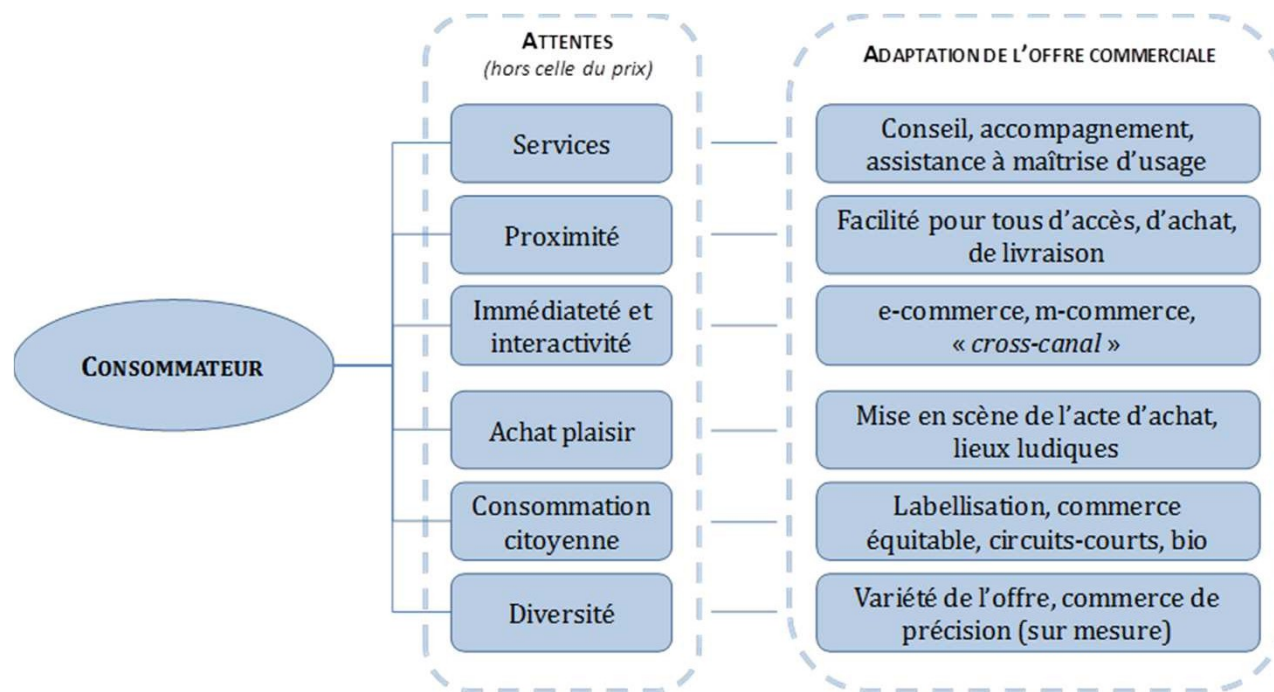 ATTENTES
(hors celle du prix)
ADAPTATION DE L'OFFRE COMMERCIALE
CONSOMMATEUR
Services
Conseil, accompagnement,
assistance à maîtrise d'usage
Proximité
Facilité pour tous d'accès, d'achat,
de livraison
Immédiateté et
interactivité
e-commerce, m-commerce,
« cross-canal »
Achat plaisir
Mise en scène de l'acte d'achat,
lieux ludiques
Consommation
citoyenne
Labellisation, commerce
équitable, circuits-courts, bio
Diversité
Variété de l'offre, commerce de
précision (sur mesure)